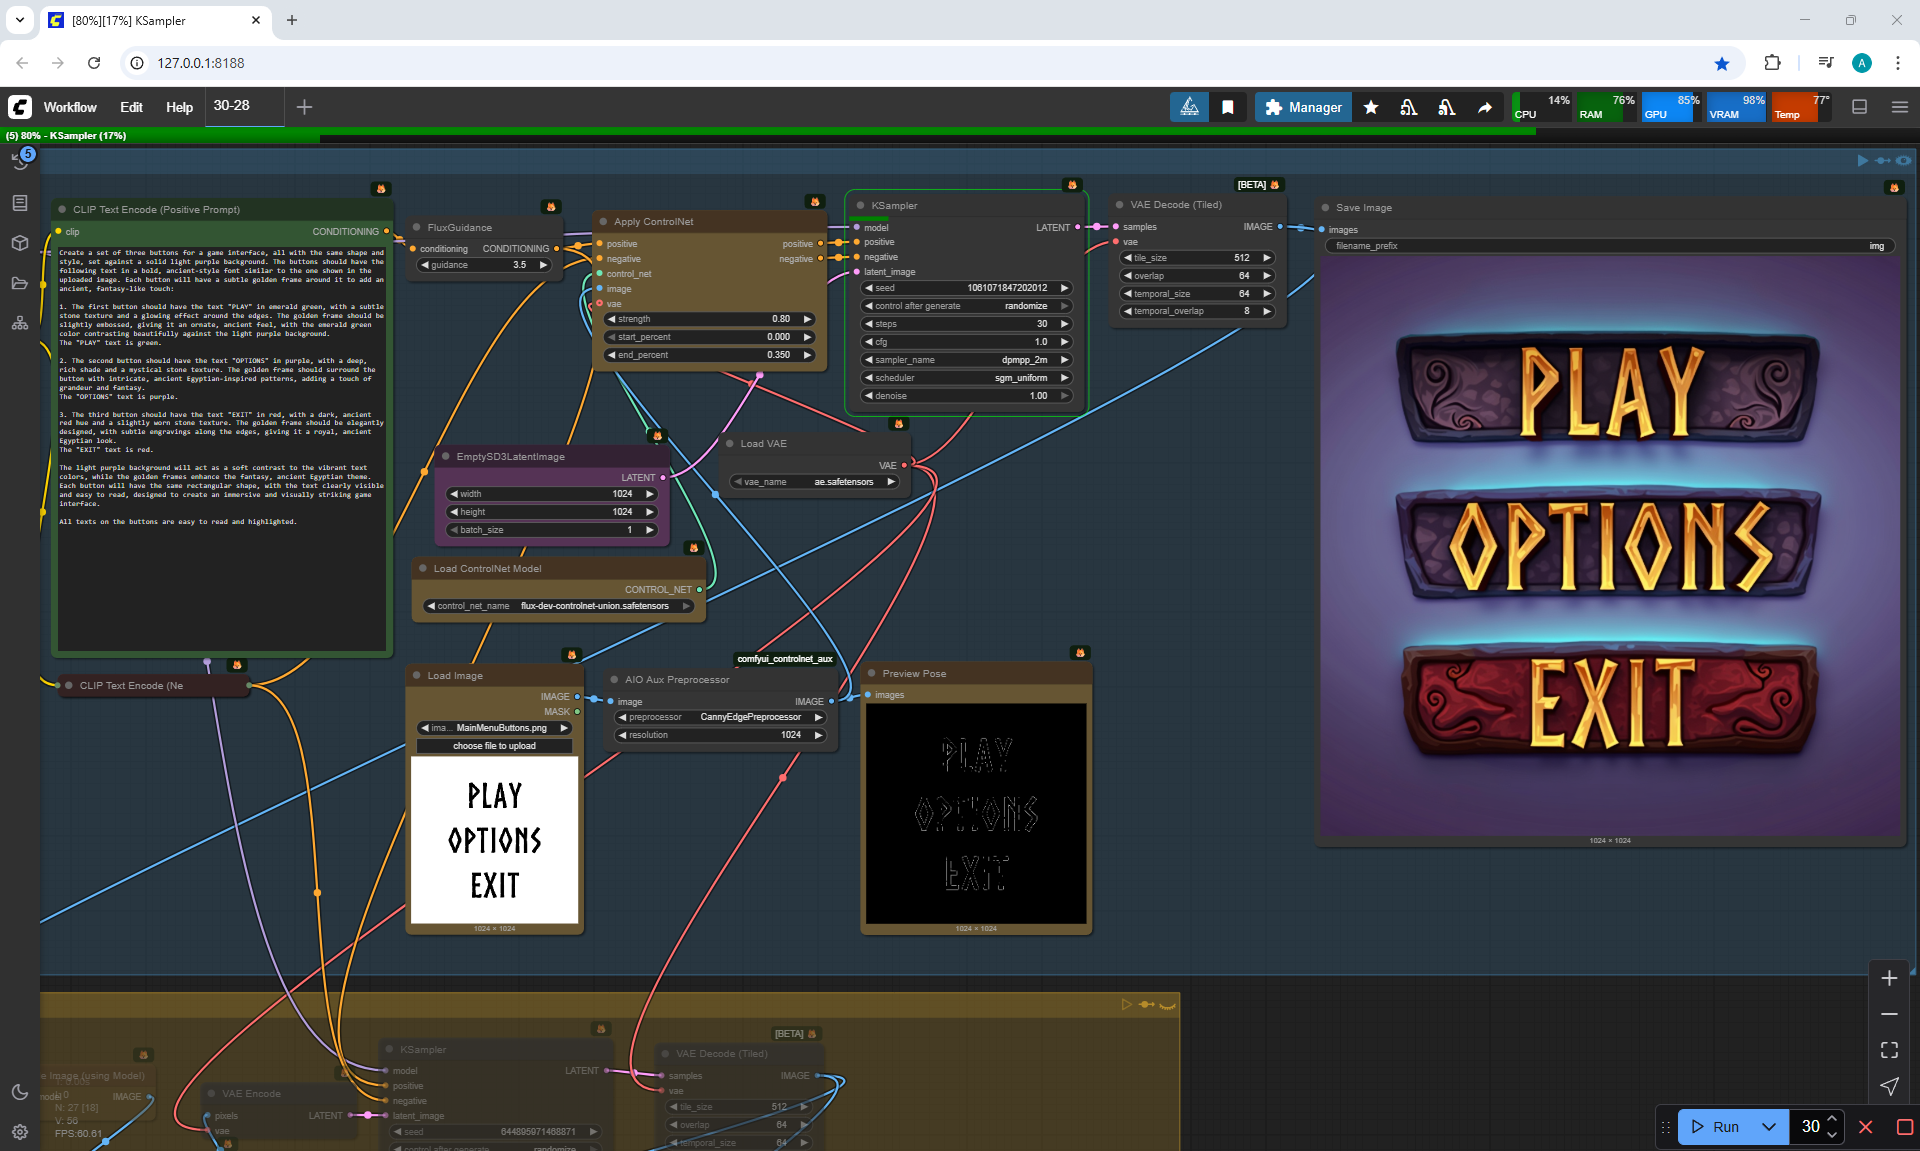 [80%][17%] KSampler
127.0.0.1:8188
Workflow Edit Help 30-28
Manager
CPU 14% RAM 76% GPU 85% VRAM 98% Temp 77°
(5) 80% - KSampler (17%)
5
CLIP Text Encode (Positive Prompt)
clip CONDITIONING
Create a set of three buttons for a game interface, all with the same shape and
style, set against a solid light purple background. The buttons should have the
following text in a bold, ancient-style font similar to the one shown in the
uploaded image. Each button will have a subtle golden frame around it to add an
ancient, fantasy-like touch:
1. The first button should have the text "PLAY" in emerald green, with a subtle
stone texture and a glowing effect around the edges. The golden frame should be
slightly embossed, giving it an ornate, ancient feel, with the emerald green
color contrasting beautifully against the light purple background.
The "PLAY" text is green.
2. The second button should have the text "OPTIONS" in purple, with a deep,
rich shade and a mystical stone texture. The golden frame should surround the
button with intricate, ancient Egyptian-inspired patterns, adding a touch of
grandeur and fantasy.
The "OPTIONS" text is purple.
3. The third button should have the text "EXIT" in red, with a dark, ancient
red hue and a slightly worn stone texture. The golden frame should be elegantly
designed, with subtle engravings along the edges, giving it a royal, ancient
Egyptian look.
The "EXIT" text is red.
The light purple background will act as a soft contrast to the vibrant text
colors, while the golden frames enhance the fantasy, ancient Egyptian theme.
Each button will have the same rectangular shape, with the text clearly visible
and easy to read, designed to create an immersive and visually striking game
interface.
All texts on the buttons are easy to read and highlighted.
CLIP Text Encode (Ne
FluxGuidance
conditioning CONDITIONING
guidance 3.5
Apply ControlNet
positive positive
negative negative
control_net
image
vae
strength 0.80
start_percent 0.000
end_percent 0.350
KSampler
model LATENT
positive
negative
latent_image
seed 1061071847202012
control after generate randomize
steps 30
cfg 1.0
sampler_name dpmpp_2m
scheduler sgm_uniform
denoise 1.00
[BETA]
VAE Decode (Tiled)
samples IMAGE
vae
tile_size 512
overlap 64
temporal_size 64
temporal_overlap 8
Save Image
images
filename_prefix img
PLAY
OPTIONS
EXIT
1024 × 1024
EmptySD3LatentImage
LATENT
width 1024
height 1024
batch_size 1
Load VAE
VAE
vae_name ae.safetensors
Load ControlNet Model
CONTROL_NET
control_net_name flux-dev-controlnet-union.safetensors
Load Image
IMAGE
MASK
ima... MainMenuButtons.png
choose file to upload
PLAY
OPTIONS
EXIT
1024 × 1024
comfyui_controlnet_aux
AIO Aux Preprocessor
image IMAGE
preprocessor CannyEdgePreprocessor
resolution 1024
Preview Pose
images
PLAY
OPTIONS
EXIT
1024 × 1024
e Image (using Model)
IMAGE
N: 27 [18]
V: 56
FPS:60.61
VAE Encode
pixels LATENT
vae
KSampler
model LATENT
positive
negative
latent_image
seed 644895971468871
control after generate randomize
[BETA]
VAE Decode (Tiled)
samples IMAGE
vae
tile_size 512
overlap 64
temporal_size 64
Run 30